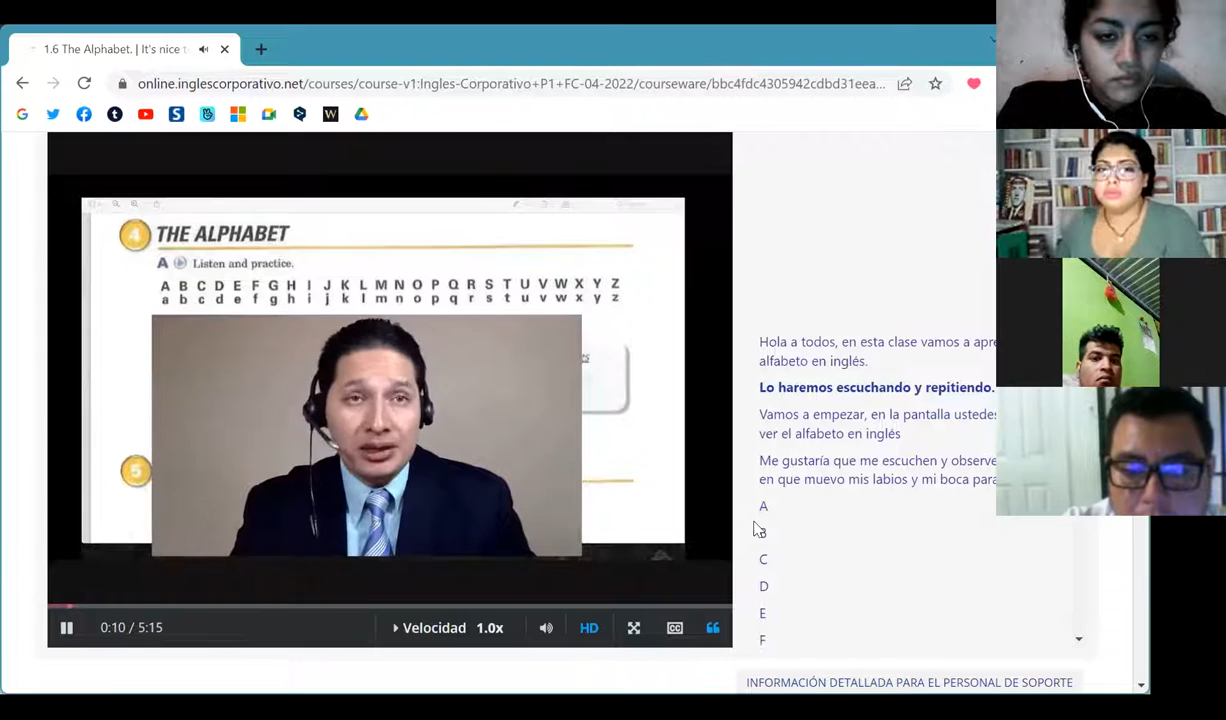 1.6 The Alphabet. | It's nice t
online.inglescorporativo.net/courses/course-v1:Ingles-Corporativo+P1+FC-04-2022/courseware/bbc4fdc4305942cdbd31eea...
4 THE ALPHABET
A Listen and practice.
A B C D E F G H I J K L M N O P Q R S T U V W X Y Z
a b c d e f g h i j k l m n o p q r s t u v w x y z
5
0:10 / 5:15
Velocidad 1.0x
HD
Hola a todos, en esta clase vamos a apre
alfabeto en inglés.
Lo haremos escuchando y repitiendo.
Vamos a empezar, en la pantalla ustedes
ver el alfabeto en inglés
Me gustaría que me escuchen y observe
en que muevo mis labios y mi boca para
A
B
C
D
E
F
INFORMACIÓN DETALLADA PARA EL PERSONAL DE SOPORTE